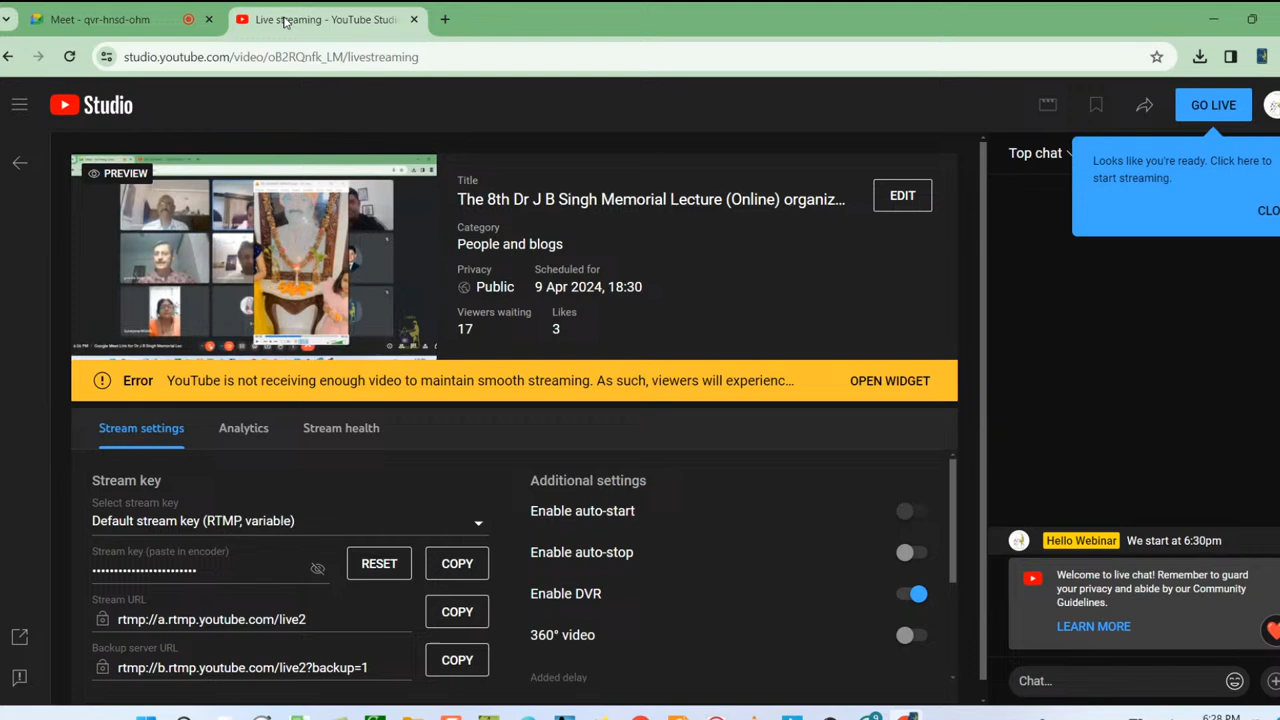 Meet - qvr-hnsd-ohm
Live streaming - YouTube Studio
studio.youtube.com/video/oB2RQnfk_LM/livestreaming
Studio
GO LIVE
Looks like you're ready. Click here to
start streaming.
CLO
Top chat
PREVIEW
Title
The 8th Dr J B Singh Memorial Lecture (Online) organiz...
EDIT
Category
People and blogs
Privacy
Scheduled for
Public
9 Apr 2024, 18:30
Viewers waiting
Likes
17
3
Error YouTube is not receiving enough video to maintain smooth streaming. As such, viewers will experienc...
OPEN WIDGET
Stream settings
Analytics
Stream health
Stream key
Select stream key
Default stream key (RTMP, variable)
Stream key (paste in encoder)
••••••••••••••••••••••••
RESET
COPY
Stream URL
rtmp://a.rtmp.youtube.com/live2
COPY
Backup server URL
rtmp://b.rtmp.youtube.com/live2?backup=1
COPY
Additional settings
Enable auto-start
Enable auto-stop
Enable DVR
360° video
Added delay
Hello Webinar We start at 6:30pm
Welcome to live chat! Remember to guard
your privacy and abide by our Community
Guidelines.
LEARN MORE
Chat...
6:28 PM